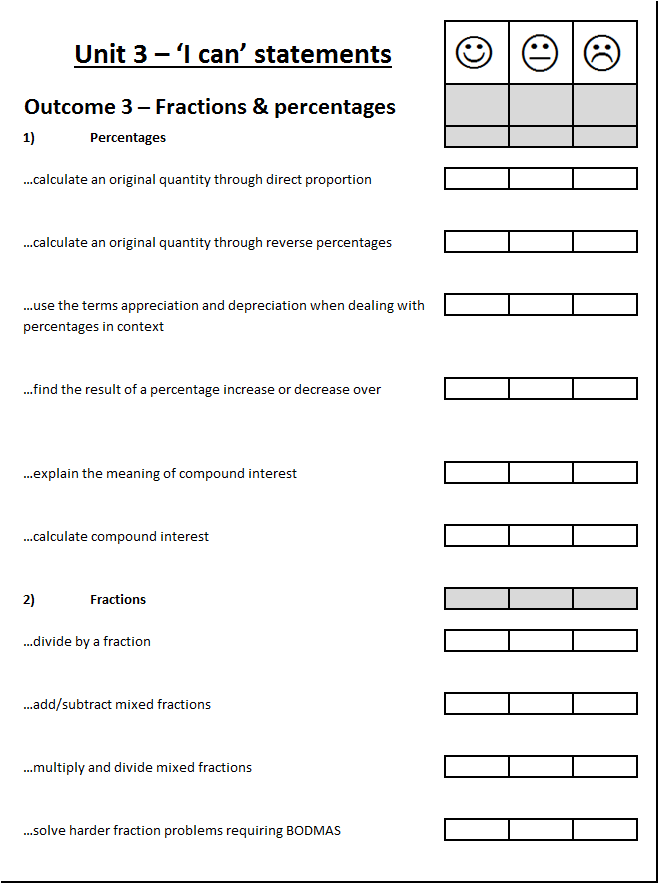 Unit 3 – ‘I can’ statements
Outcome 3 – Fractions & percentages
1) Percentages
…calculate an original quantity through direct proportion
…calculate an original quantity through reverse percentages
…use the terms appreciation and depreciation when dealing with
percentages in context
…find the result of a percentage increase or decrease over
…explain the meaning of compound interest
…calculate compound interest
2) Fractions
…divide by a fraction
…add/subtract mixed fractions
…multiply and divide mixed fractions
…solve harder fraction problems requiring BODMAS